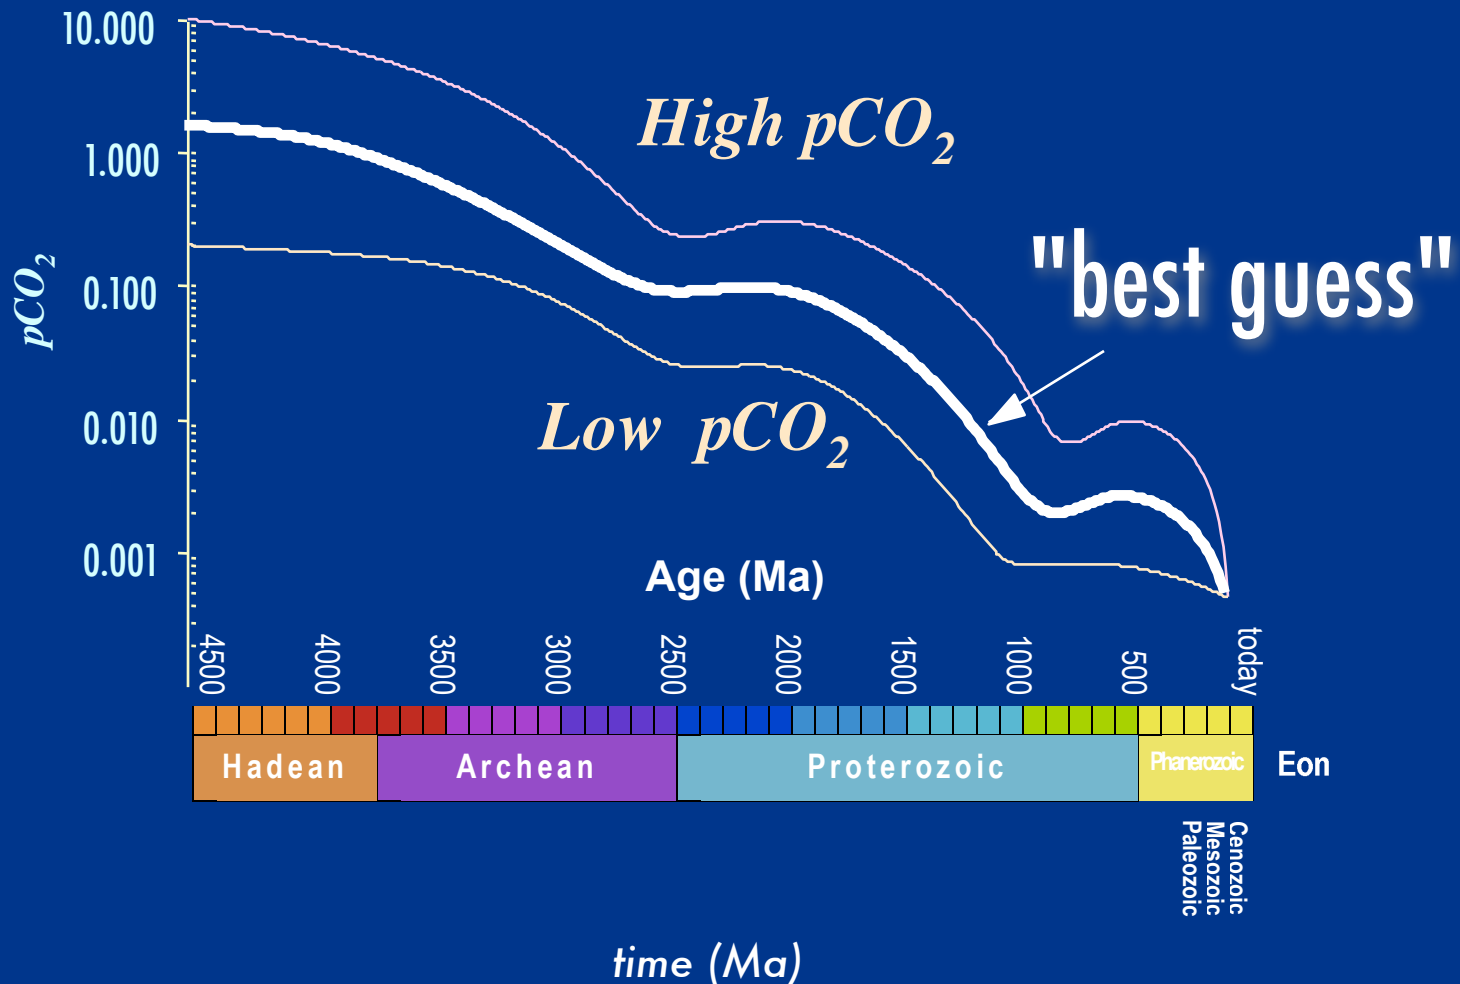 10.000
1.000
0.100
0.010
0.001
pCO2
High pCO2
"best guess"
Low pCO2
Age (Ma)
4500
4000
3500
3000
2500
2000
1500
1000
500
today
Hadean
Archean
Proterozoic
Phanerozoic
Eon
Cenozoic
Mesozoic
Paleozoic
time (Ma)